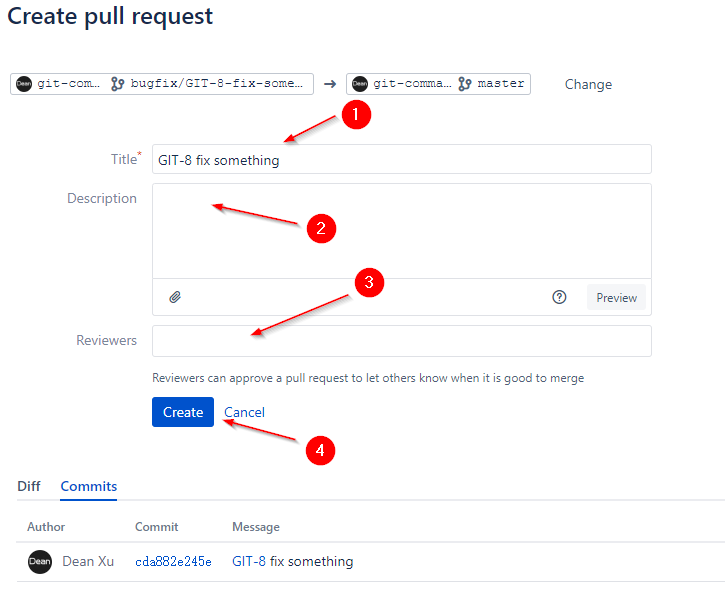 Create pull request
Dean git-com... bugfix/GIT-8-fix-some... → Dean git-comma... master Change
1
Title* GIT-8 fix something
Description
2
3
Preview
Reviewers
Reviewers can approve a pull request to let others know when it is good to merge
Create Cancel
4
Diff Commits
Author Commit Message
Dean Dean Xu cda882e245e GIT-8 fix something